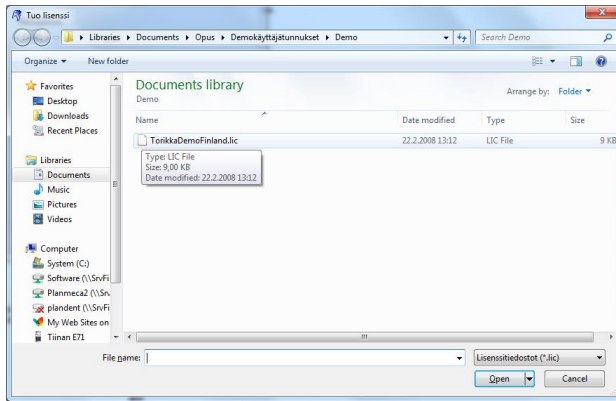 Tuo lisenssi
Libraries ▸ Documents ▸ Opus ▸ Demokäyttäjätunnukset ▸ Demo
Search Demo
Organize
New folder
Favorites
Desktop
Downloads
Recent Places
Libraries
Documents
Music
Pictures
Videos
Computer
System (C:)
Software (\\SrvFi
Planmeca2 (\\Srv
plandent (\\SrvFi
My Web Sites on
Tiinan E71
Documents library
Demo
Arrange by: Folder
Name Date modified Type Size
TorikkaDemoFinland.lic 22.2.2008 13:12 LIC File 9 KB
Type: LIC File
Size: 9,00 KB
Date modified: 22.2.2008 13:12
File name:
Lisenssitiedostot (*.lic)
Open
Cancel